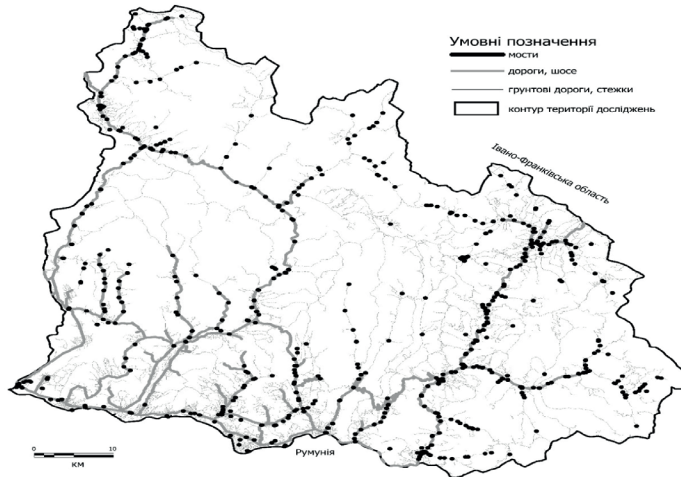 Умовні позначення
мости
дороги, шосе
грунтові дороги, стежки
контур території досліджень
Івано-Франківська область
Румунія
0 10
км